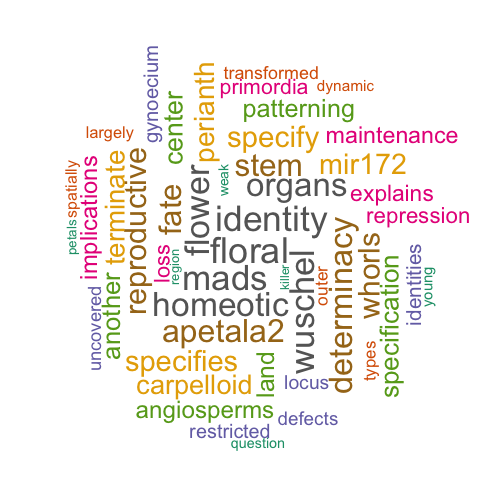 transformed
primordia
dynamic
gynoecium
center
perianth
patterning
largely
specify
maintenance
spatially
petals
implications
terminate
reproductive
fate
flower
weak
stem
mir172
organs
explains
repression
identity
floral
mads
homeotic
wuschel
killer
outer
determinacy
whorls
identities
young
loss
region
another
uncovered
apetala2
specification
types
specifies
carpelloid
land
locus
angiosperms
defects
restricted
question